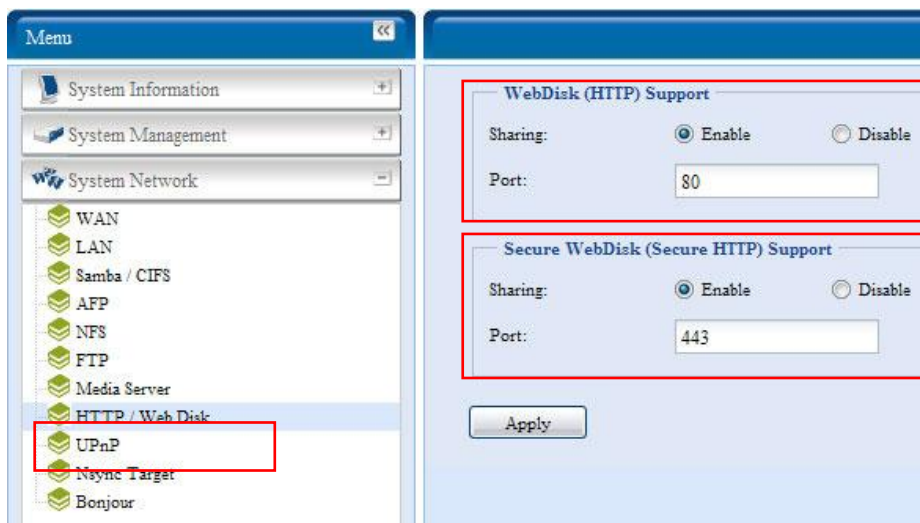 Menu
System Information
System Management
System Network
WAN
LAN
Samba / CIFS
AFP
NFS
FTP
Media Server
HTTP / Web Disk
UPnP
Nsync Target
Bonjour
WebDisk (HTTP) Support
Sharing: Enable Disable
Port: 80
Secure WebDisk (Secure HTTP) Support
Sharing: Enable Disable
Port: 443
Apply